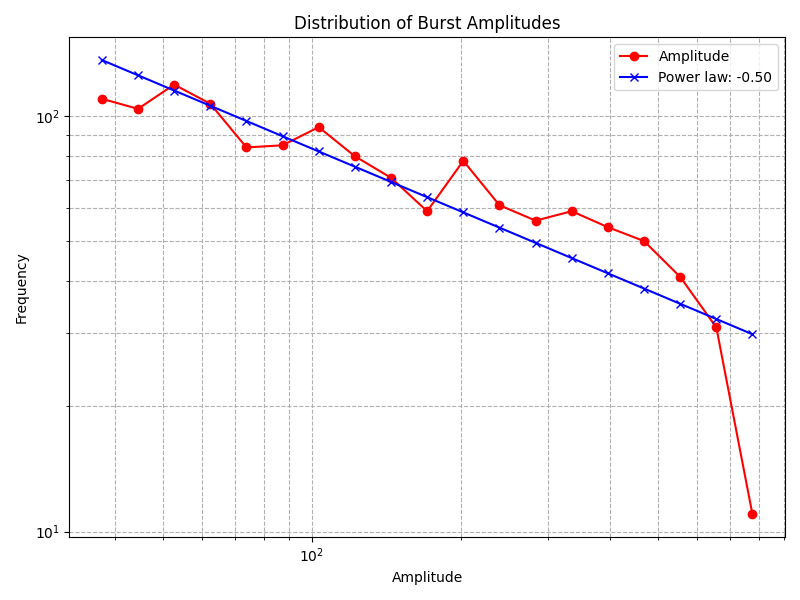 Distribution of Burst Amplitudes
Amplitude
Power law: -0.50
10²
10¹
Frequency
10²
Amplitude